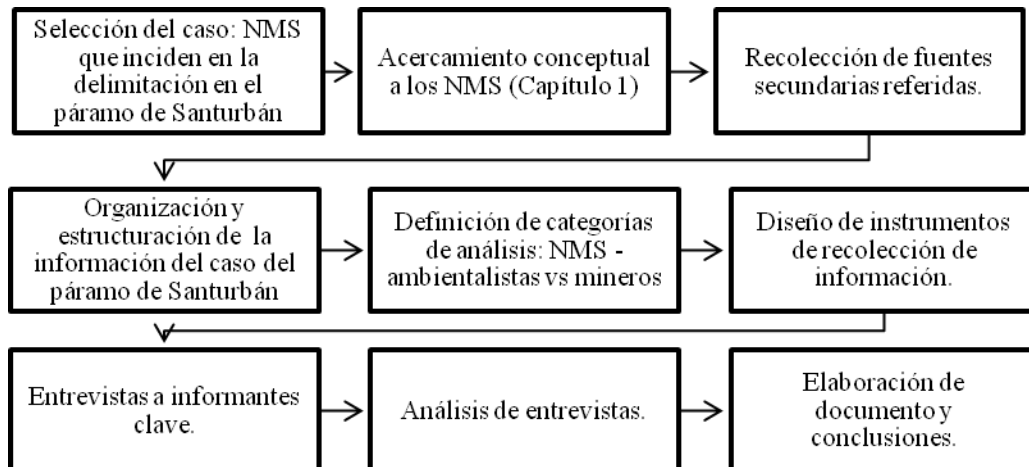 Selección del caso: NMS
que inciden en la
delimitación en el
páramo de Santurbán
Acercamiento conceptual
a los NMS (Capítulo 1)
Recolección de fuentes
secundarias referidas.
Organización y
estructuración de la
información del caso del
páramo de Santurbán
Definición de categorías
de análisis: NMS -
ambientalistas vs mineros
Diseño de instrumentos
de recolección de
información.
Entrevistas a informantes
clave.
Análisis de entrevistas.
Elaboración de
documento y
conclusiones.